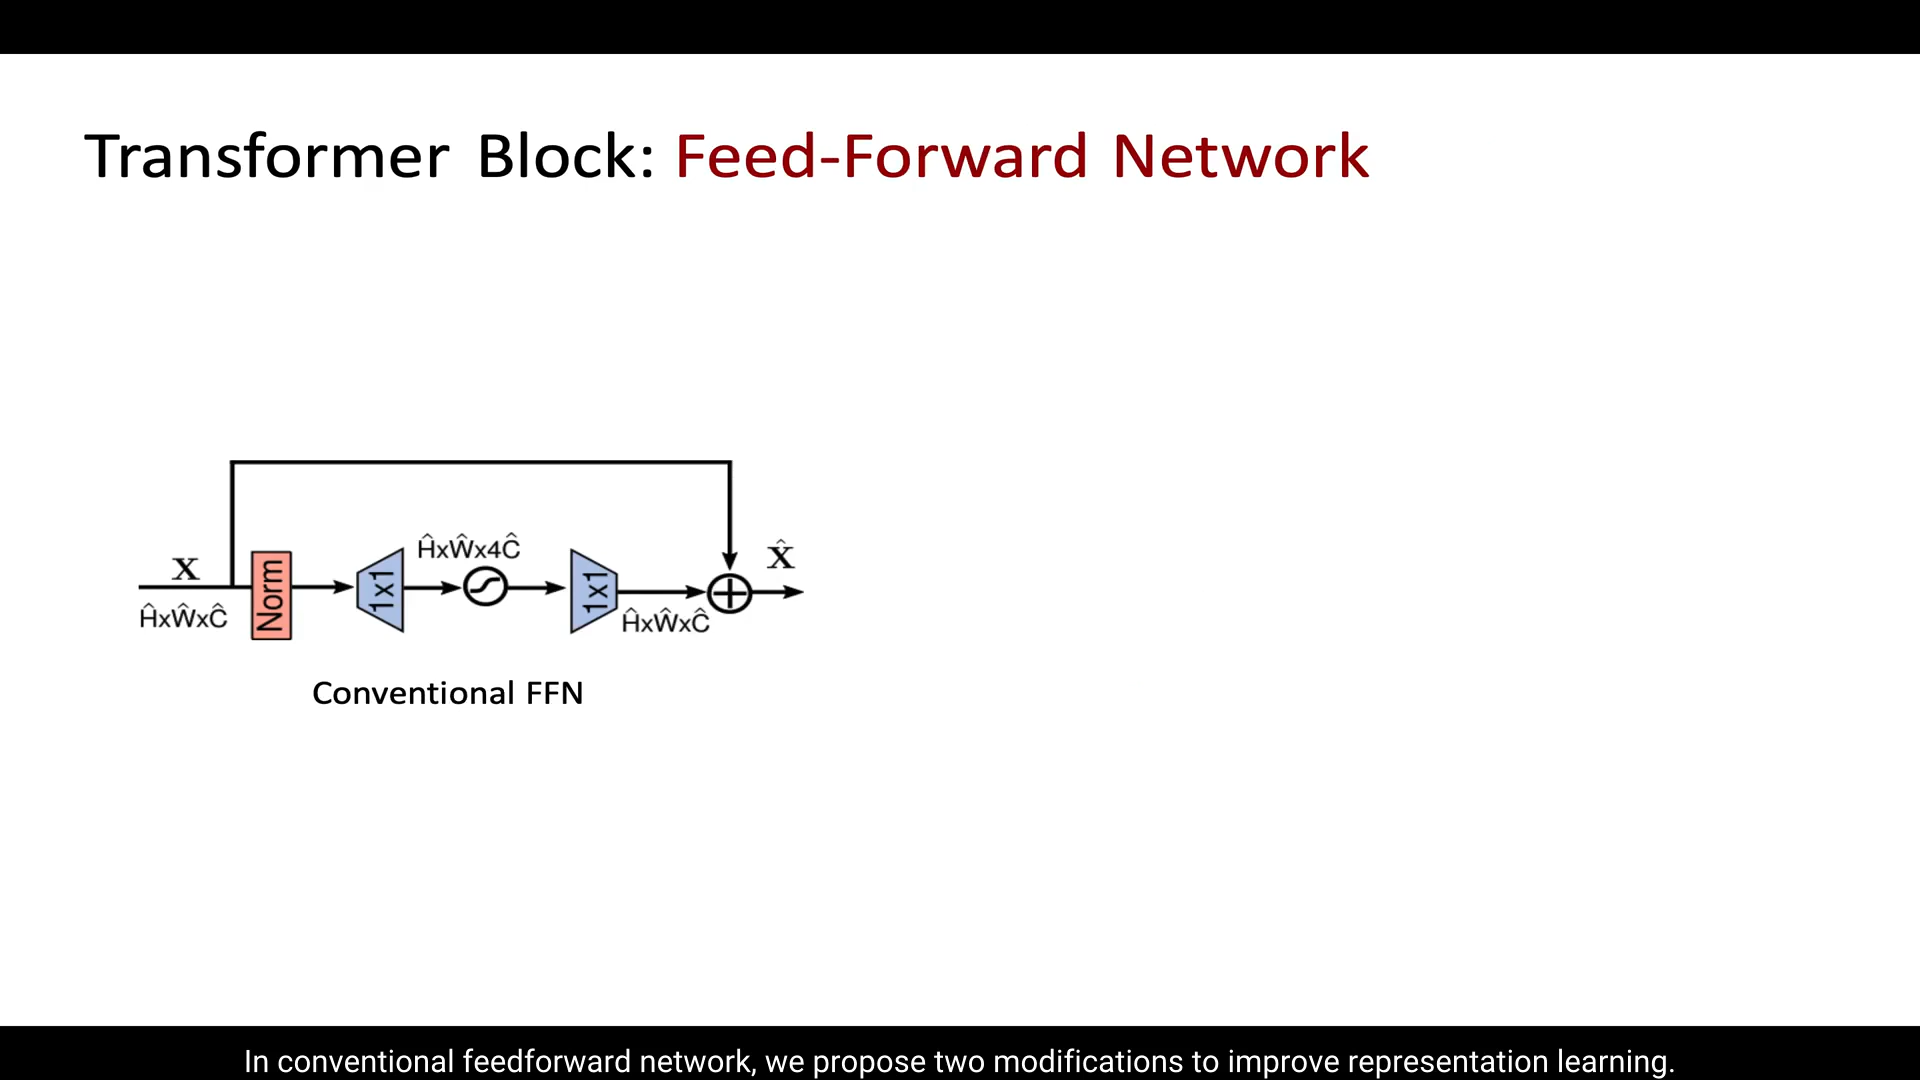 Transformer Block: Feed-Forward Network
X
ĤxŴxĈ
Norm
1x1
ĤxŴx4Ĉ
1x1
ĤxŴxĈ
X̂
Conventional FFN
In conventional feedforward network, we propose two modifications to improve representation learning.